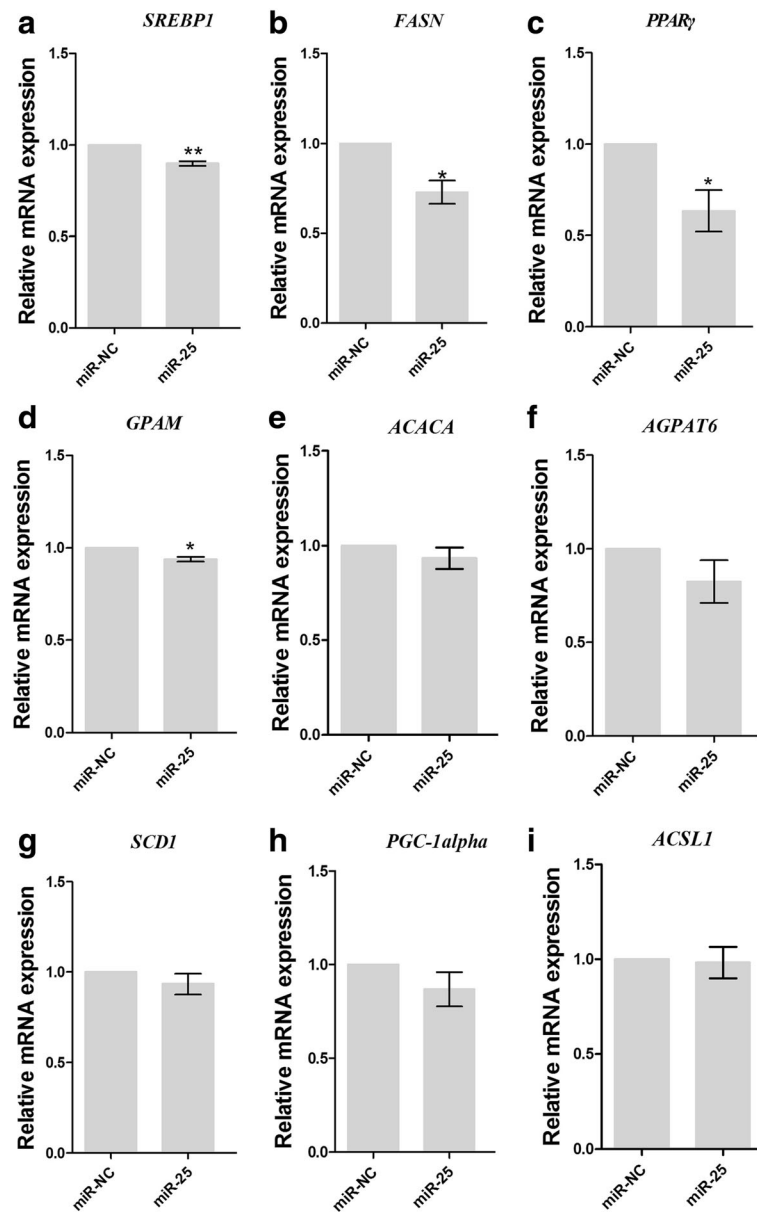 a
SREBP1
Relative mRNA expression
1.5
1.0
0.5
0.0
**
miR-NC
miR-25
b
FASN
Relative mRNA expression
1.5
1.0
0.5
0.0
*
miR-NC
miR-25
c
PPARγ
Relative mRNA expression
1.5
1.0
0.5
0.0
*
miR-NC
miR-25
d
GPAM
Relative mRNA expression
1.5
1.0
0.5
0.0
*
miR-NC
miR-25
e
ACACA
Relative mRNA expression
1.5
1.0
0.5
0.0
miR-NC
miR-25
f
AGPAT6
Relative mRNA expression
1.5
1.0
0.5
0.0
miR-NC
miR-25
g
SCD1
Relative mRNA expression
1.5
1.0
0.5
0.0
miR-NC
miR-25
h
PGC-1alpha
Relative mRNA expression
1.5
1.0
0.5
0.0
miR-NC
miR-25
i
ACSL1
Relative mRNA expression
1.5
1.0
0.5
0.0
miR-NC
miR-25